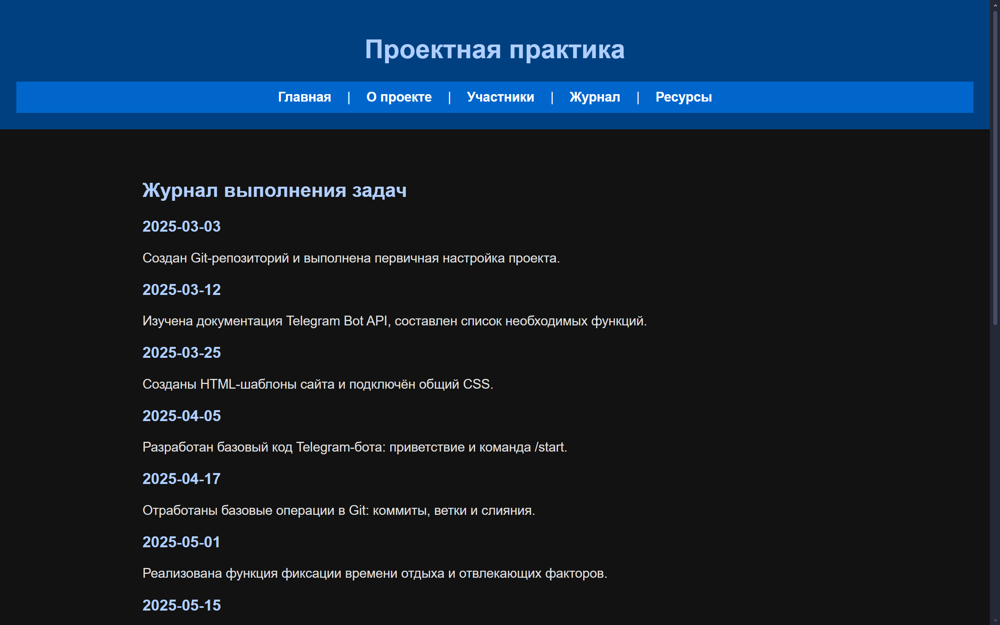 Проектная практика
Главная | О проекте | Участники | Журнал | Ресурсы
Журнал выполнения задач
2025-03-03
Создан Git-репозиторий и выполнена первичная настройка проекта.
2025-03-12
Изучена документация Telegram Bot API, составлен список необходимых функций.
2025-03-25
Созданы HTML-шаблоны сайта и подключён общий CSS.
2025-04-05
Разработан базовый код Telegram-бота: приветствие и команда /start.
2025-04-17
Отработаны базовые операции в Git: коммиты, ветки и слияния.
2025-05-01
Реализована функция фиксации времени отдыха и отвлекающих факторов.
2025-05-15